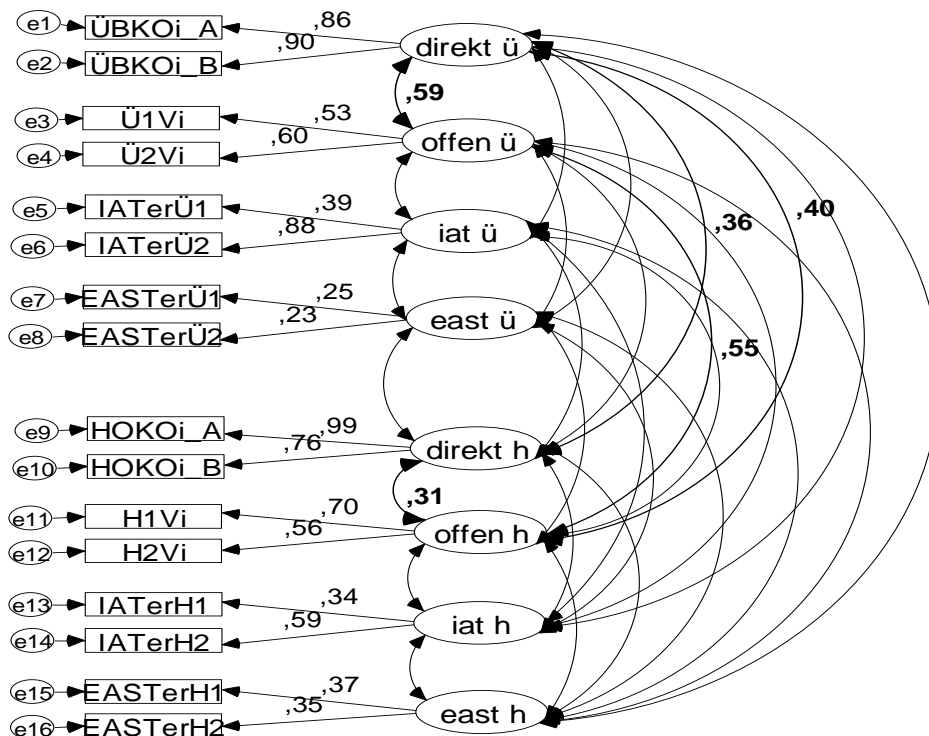 e1 ÜBKOi_A ,86 direkt ü
e2 ÜBKOi_B ,90
,59
e3 Ü1Vi ,53 offen ü
e4 Ü2Vi ,60
e5 IATerÜ1 ,39 iat ü ,36 ,40
e6 IATerÜ2 ,88
e7 EASTerÜ1 ,25 east ü
e8 EASTerÜ2 ,23
,55
e9 HOKOi_A ,99 direkt h
e10 HOKOi_B ,76
,31
e11 H1Vi ,70 offen h
e12 H2Vi ,56
e13 IATerH1 ,34 iat h
e14 IATerH2 ,59
e15 EASTerH1 ,37 east h
e16 EASTerH2 ,35